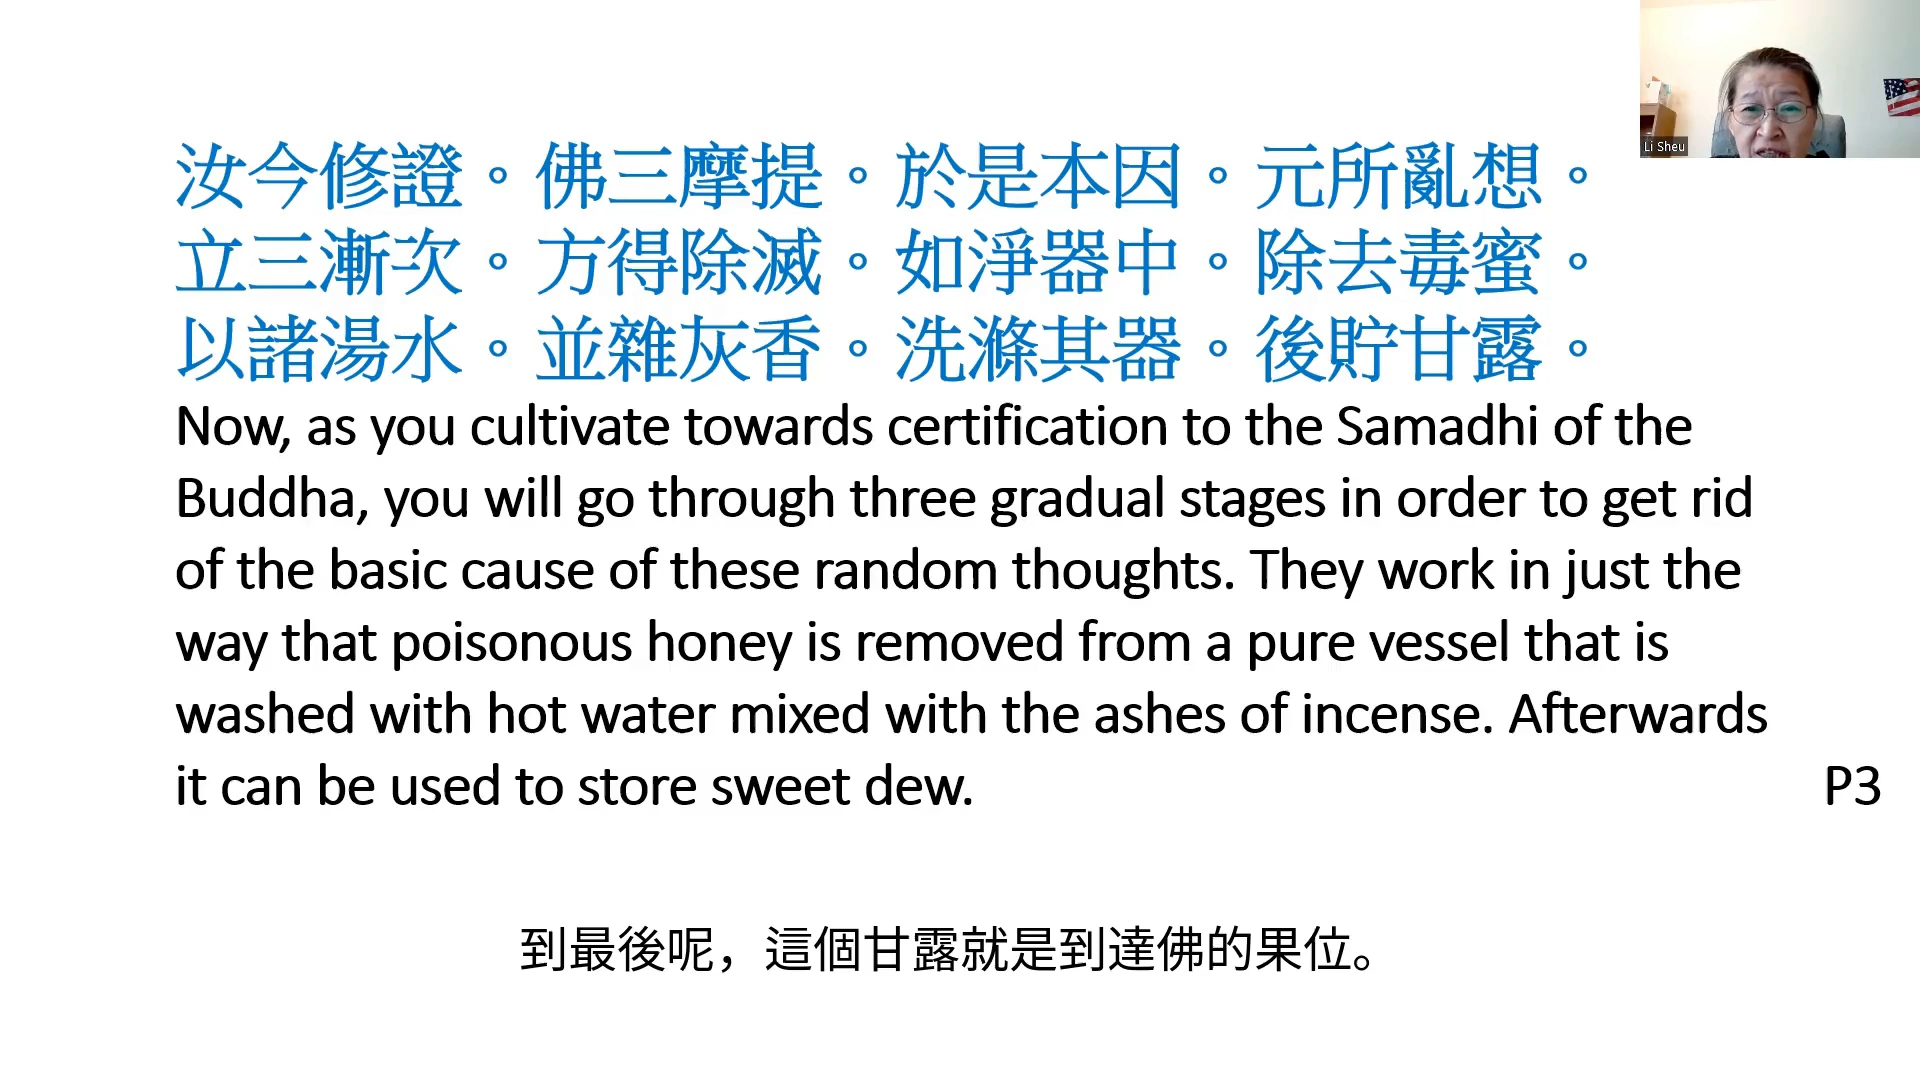 Li Sheu
汝今修證。佛三摩提。於是本因。元所亂想。
立三漸次。方得除滅。如淨器中。除去毒蜜。
以諸湯水。並雜灰香。洗滌其器。後貯甘露。
Now, as you cultivate towards certification to the Samadhi of the
Buddha, you will go through three gradual stages in order to get rid
of the basic cause of these random thoughts. They work in just the
way that poisonous honey is removed from a pure vessel that is
washed with hot water mixed with the ashes of incense. Afterwards
it can be used to store sweet dew.
P3
到最後呢，這個甘露就是到達佛的果位。